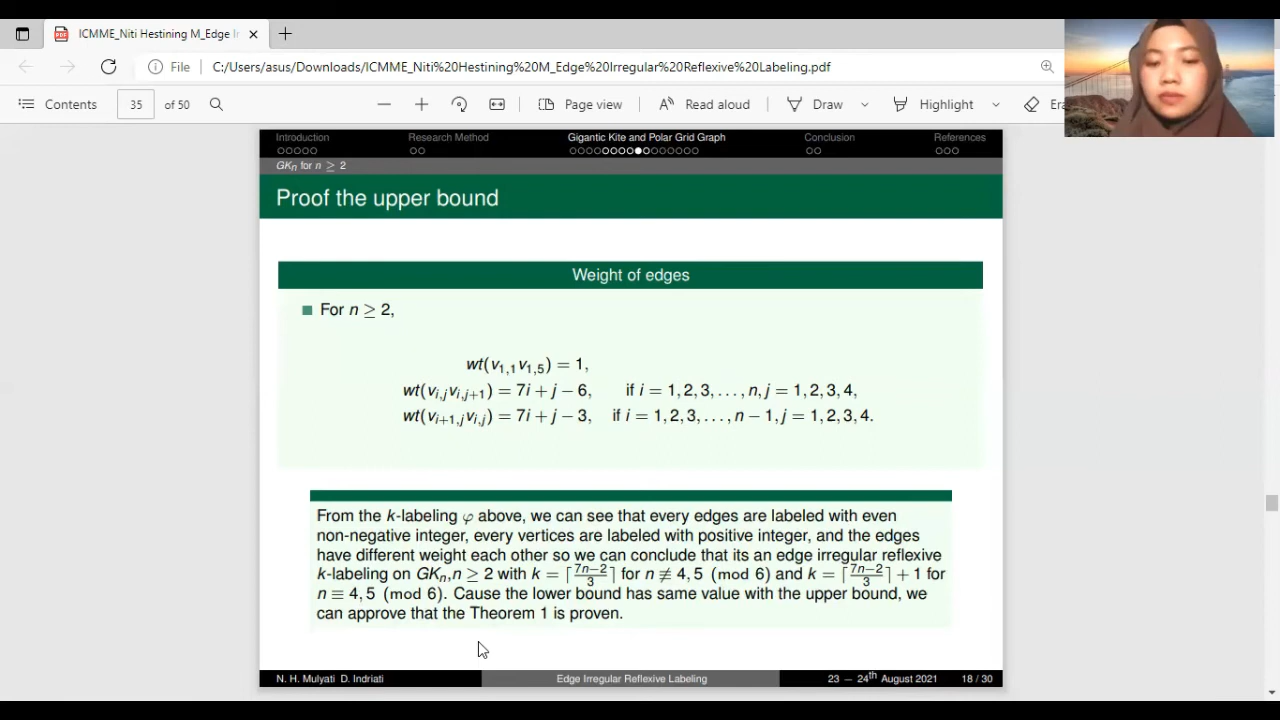 ICMME_Niti Hestining M_Edge I
File C:/Users/asus/Downloads/ICMME_Niti%20Hestining%20M_Edge%20Irregular%20Reflexive%20Labeling.pdf
Contents 35 of 50 Page view Read aloud Draw Highlight Era
Introduction Research Method Gigantic Kite and Polar Grid Graph Conclusion References
GKn for n ≥ 2
Proof the upper bound
Weight of edges
For n ≥ 2,
wt(v1,1v1,5) = 1,
wt(vi,jvi,j+1) = 7i + j − 6, if i = 1, 2, 3, . . . , n, j = 1, 2, 3, 4,
wt(vi+1,jvi,j) = 7i + j − 3, if i = 1, 2, 3, . . . , n − 1, j = 1, 2, 3, 4.
From the k-labeling φ above, we can see that every edges are labeled with even
non-negative integer, every vertices are labeled with positive integer, and the edges
have different weight each other so we can conclude that its an edge irregular reflexive
k-labeling on GKn,n ≥ 2 with k = ⌈7n−2/3⌉ for n ≢ 4, 5 (mod 6) and k = ⌈7n−2/3⌉ + 1 for
n ≡ 4, 5 (mod 6). Cause the lower bound has same value with the upper bound, we
can approve that the Theorem 1 is proven.
N. H. Mulyati D. Indriati Edge Irregular Reflexive Labeling 23 − 24th August 2021 18 / 30